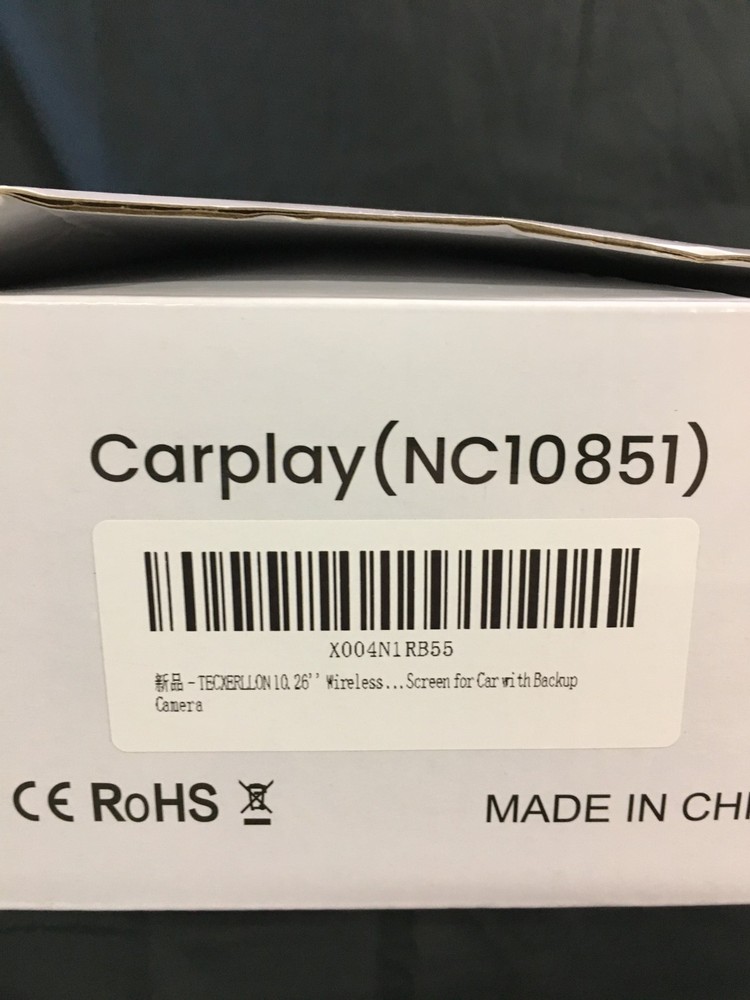 Carplay(NC10851)
X004N1RB55
新品 - TECXERLLON 10.26'' Wireless...Screen for Car with Backup
Camera
CE RoHS
MADE IN CHI